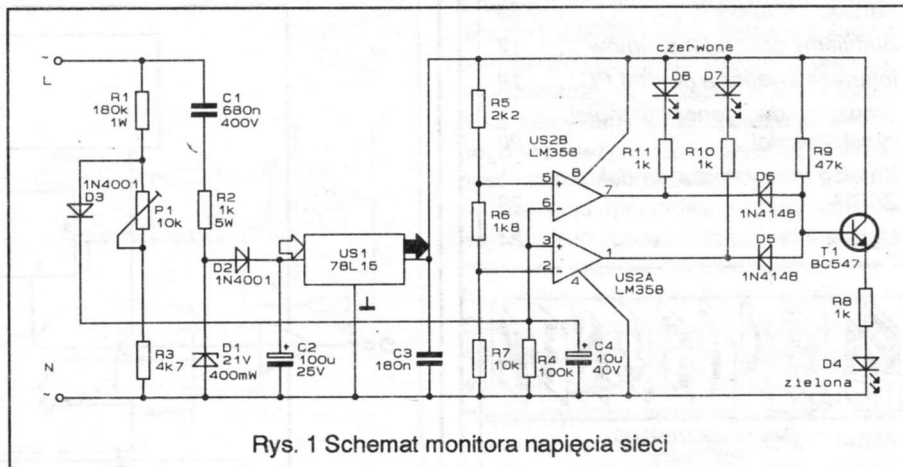 czerwone
~
L
R1
180k
1W
C1
680n
400V
D3
1N4001
P1
10k
R2
1k
5W
D2
1N4001
US1
78L15
R3
4k7
D1
21V
400mW
+
C2
100u
25V
C3
180n
N
~
R5
2k2
US2B
LM358
R6
1k8
5
+
6
-
8
7
3
+
2
-
4
1
US2A
LM358
R7
10k
R4
100k
+
C4
10u
40V
D8
D7
R11
1k
R10
1k
R9
47k
D6
1N4148
D5
1N4148
T1
BC547
R8
1k
D4
zielona
Rys. 1 Schemat monitora napięcia sieci